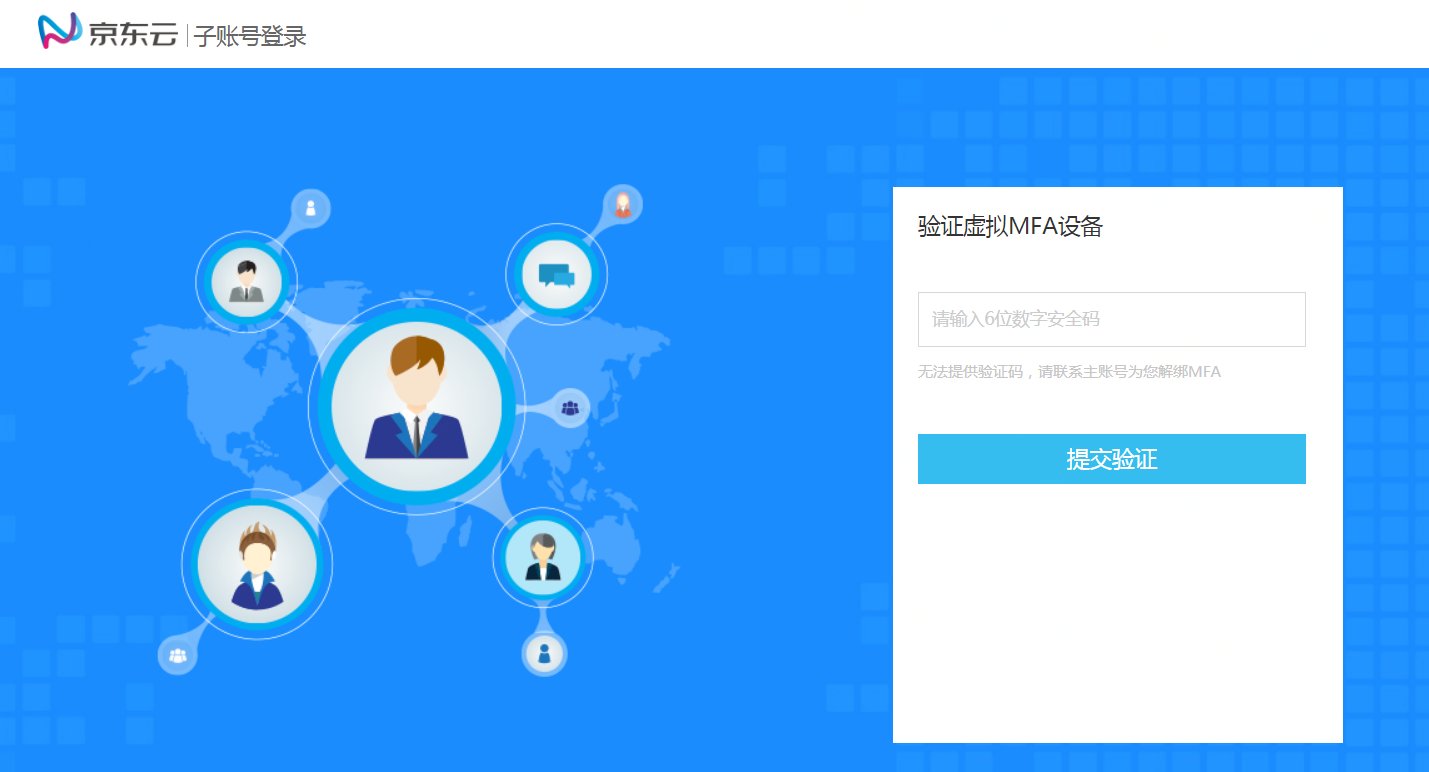 京东云 子账号登录
验证虚拟MFA设备
请输入6位数字安全码
无法提供验证码，请联系主账号为您解绑MFA
提交验证